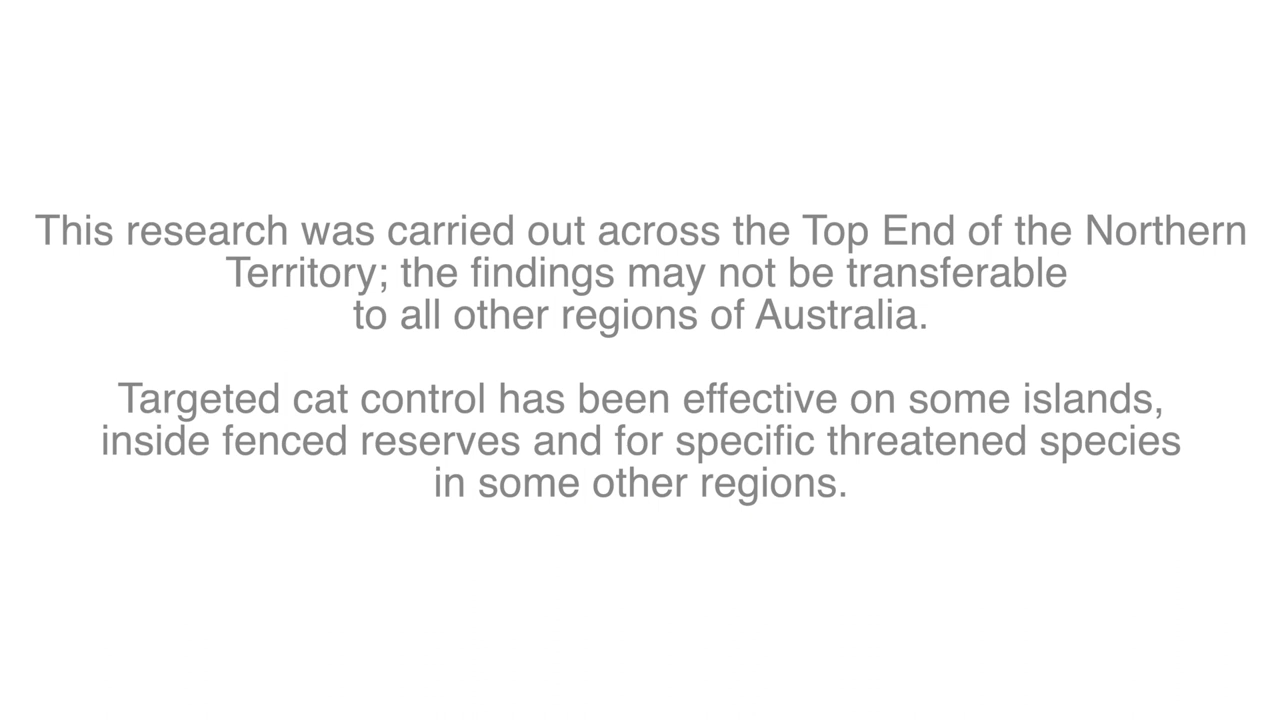 This research was carried out across the Top End of the Northern
Territory; the findings may not be transferable
to all other regions of Australia.
Targeted cat control has been effective on some islands,
inside fenced reserves and for specific threatened species
in some other regions.